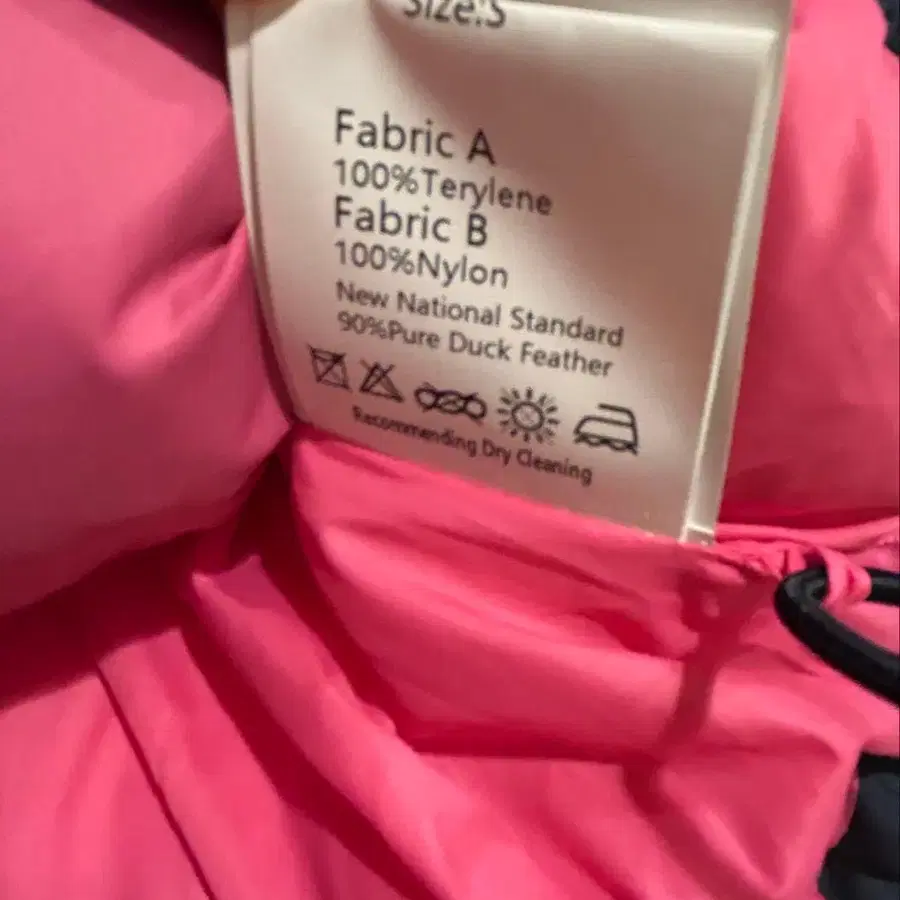 Size:S
Fabric A
100%Terylene
Fabric B
100%Nylon
New National Standard
90%Pure Duck Feather
Recommending Dry Cleaning